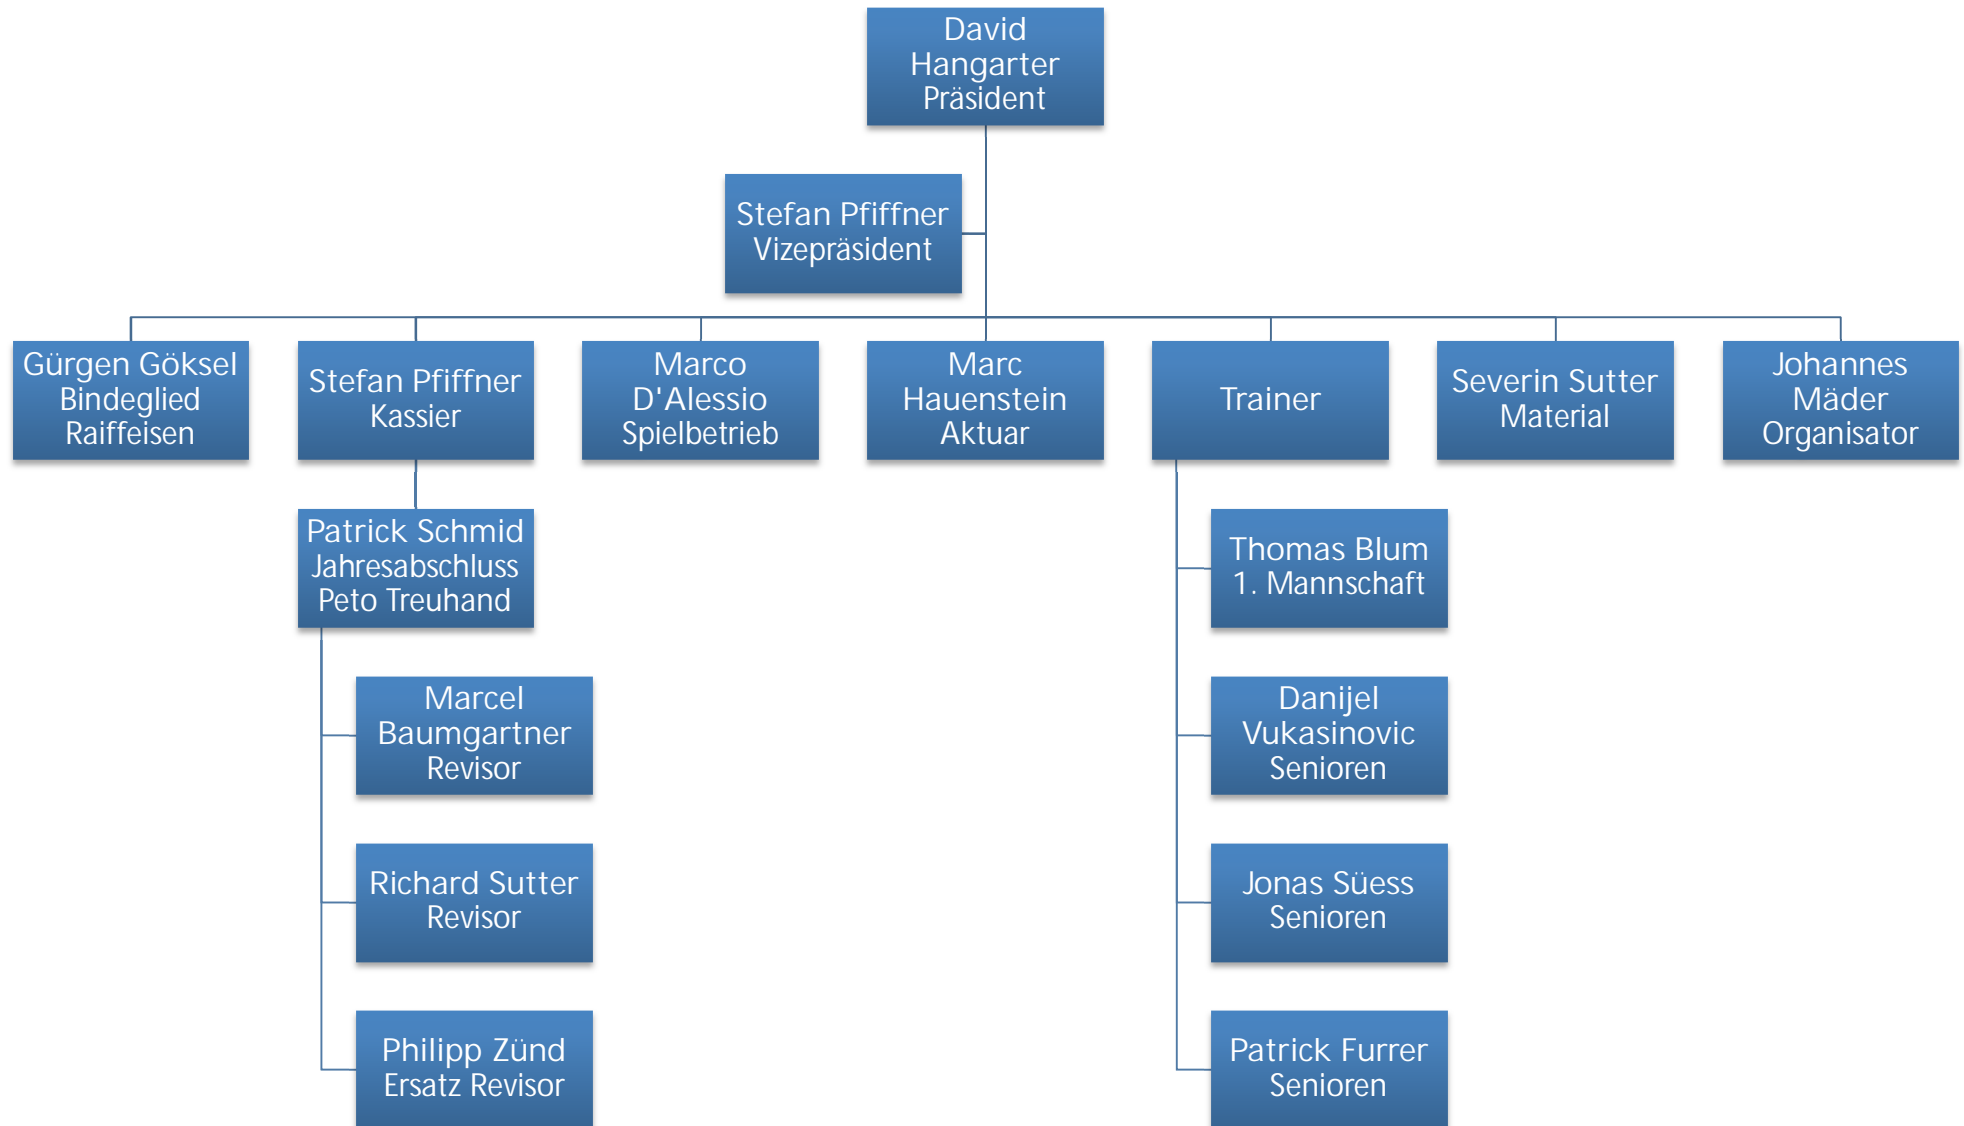 David
Hangarter
Präsident
Stefan Pfiffner
Vizepräsident
Gürgen Göksel
Bindeglied
Raiffeisen
Stefan Pfiffner
Kassier
Marco
D'Alessio
Spielbetrieb
Marc
Hauenstein
Aktuar
Trainer
Severin Sutter
Material
Johannes
Mäder
Organisator
Patrick Schmid
Jahresabschluss
Peto Treuhand
Marcel
Baumgartner
Revisor
Richard Sutter
Revisor
Philipp Zünd
Ersatz Revisor
Thomas Blum
1. Mannschaft
Danijel
Vukasinovic
Senioren
Jonas Süess
Senioren
Patrick Furrer
Senioren